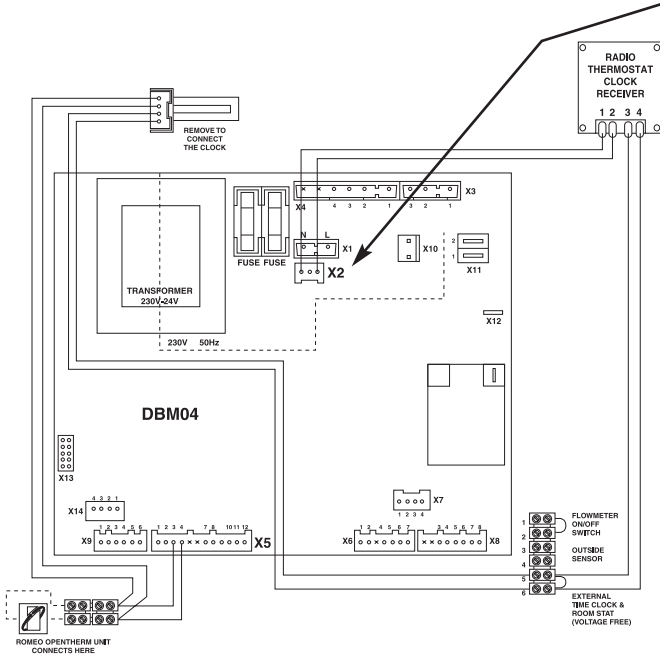 RADIO
THERMOSTAT
CLOCK
RECEIVER
1 2 3 4
REMOVE TO
CONNECT
THE CLOCK
X4
4 3 2 1
3 2 1
X3
N L
X1
X2
FUSE FUSE
X10
2
1
X11
TRANSFORMER
230V-24V
230V 50Hz
X12
DBM04
X13
4 3 2 1
X14
X7
1 2 3 4
1 2 3 4 5 6
X9
1 2 3 4 7 8 10 11 12
X5
1 2 4 5 6 7
X6
3 4 5 6 7 8
X8
1
2
3
4
5
6
FLOWMETER
ON/OFF
SWITCH
OUTSIDE
SENSOR
EXTERNAL
TIME CLOCK &
ROOM STAT
(VOLTAGE FREE)
ROMEO OPENTHERM UNIT
CONNECTS HERE